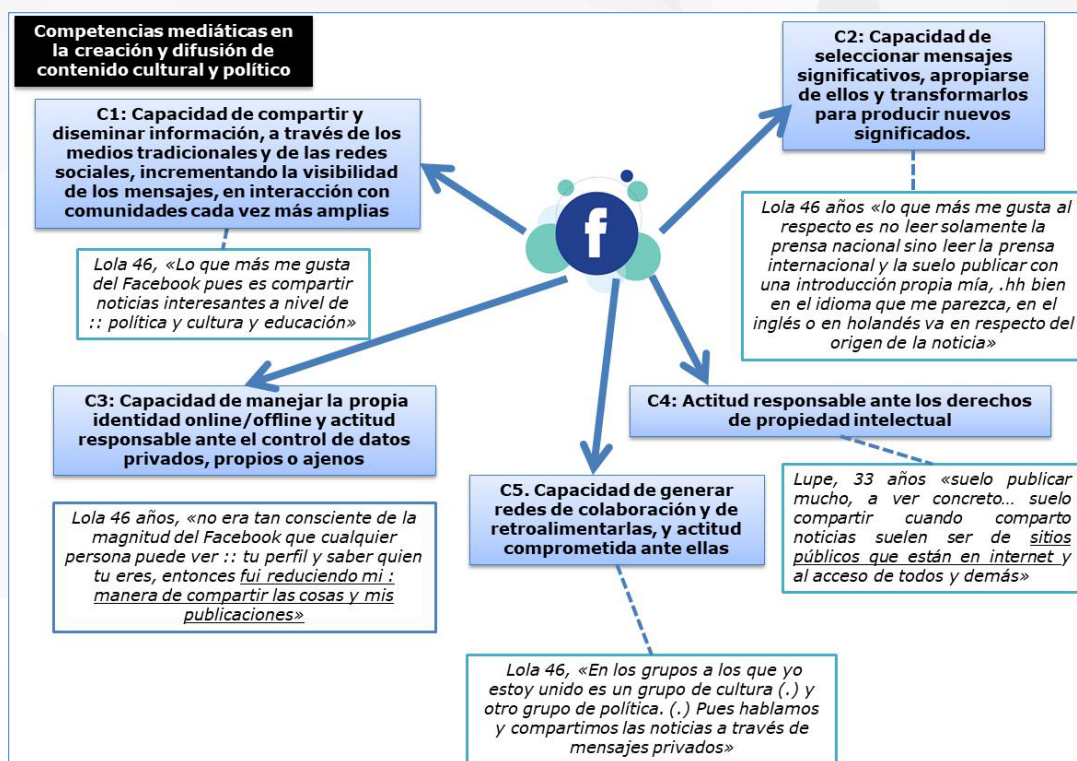 Competencias mediáticas en
la creación y difusión de
contenido cultural y político
C1: Capacidad de compartir y
diseminar información, a través de los
medios tradicionales y de las redes
sociales, incrementando la visibilidad
de los mensajes, en interacción con
comunidades cada vez más amplias
Lola 46, «Lo que más me gusta
del Facebook pues es compartir
noticias interesantes a nivel de
:: política y cultura y educación»
C2: Capacidad de
seleccionar mensajes
significativos, apropiarse
de ellos y transformarlos
para producir nuevos
significados.
Lola 46 años «lo que más me gusta al
respecto es no leer solamente la
prensa nacional sino leer la prensa
internacional y la suelo publicar con
una introducción propia mía, .hh bien
en el idioma que me parezca, en el
inglés o en holandés va en respecto del
origen de la noticia»
f
C3: Capacidad de manejar la propia
identidad online/offline y actitud
responsable ante el control de datos
privados, propios o ajenos
Lola 46 años, «no era tan consciente de la
magnitud del Facebook que cualquier
persona puede ver :: tu perfil y saber quien
tu eres, entonces fui reduciendo mi :
manera de compartir las cosas y mis
publicaciones»
C4: Actitud responsable ante los derechos
de propiedad intelectual
Lupe, 33 años «suelo publicar
mucho, a ver concreto... suelo
compartir cuando comparto
noticias suelen ser de sitios
públicos que están en internet y
al acceso de todos y demás»
C5. Capacidad de generar
redes de colaboración y de
retroalimentarlas, y actitud
comprometida ante ellas
Lola 46, «En los grupos a los que yo
estoy unido es un grupo de cultura (.) y
otro grupo de política. (.) Pues hablamos
y compartimos las noticias a través de
mensajes privados»